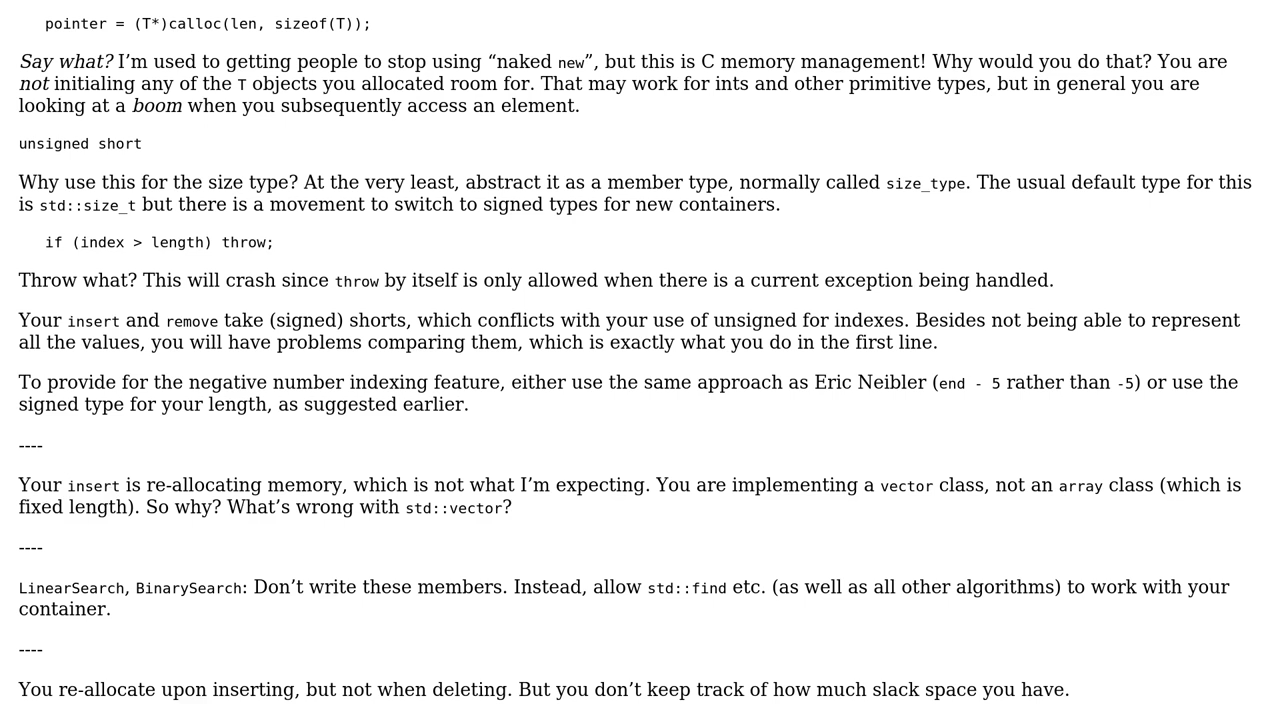 pointer = (T*)calloc(len, sizeof(T));
Say what? I’m used to getting people to stop using “naked new”, but this is C memory management! Why would you do that? You are
not initialing any of the T objects you allocated room for. That may work for ints and other primitive types, but in general you are
looking at a boom when you subsequently access an element.
unsigned short
Why use this for the size type? At the very least, abstract it as a member type, normally called size_type. The usual default type for this
is std::size_t but there is a movement to switch to signed types for new containers.
if (index > length) throw;
Throw what? This will crash since throw by itself is only allowed when there is a current exception being handled.
Your insert and remove take (signed) shorts, which conflicts with your use of unsigned for indexes. Besides not being able to represent
all the values, you will have problems comparing them, which is exactly what you do in the first line.
To provide for the negative number indexing feature, either use the same approach as Eric Neibler (end - 5 rather than -5) or use the
signed type for your length, as suggested earlier.
----
Your insert is re-allocating memory, which is not what I’m expecting. You are implementing a vector class, not an array class (which is
fixed length). So why? What’s wrong with std::vector?
----
LinearSearch, BinarySearch: Don’t write these members. Instead, allow std::find etc. (as well as all other algorithms) to work with your
container.
----
You re-allocate upon inserting, but not when deleting. But you don’t keep track of how much slack space you have.